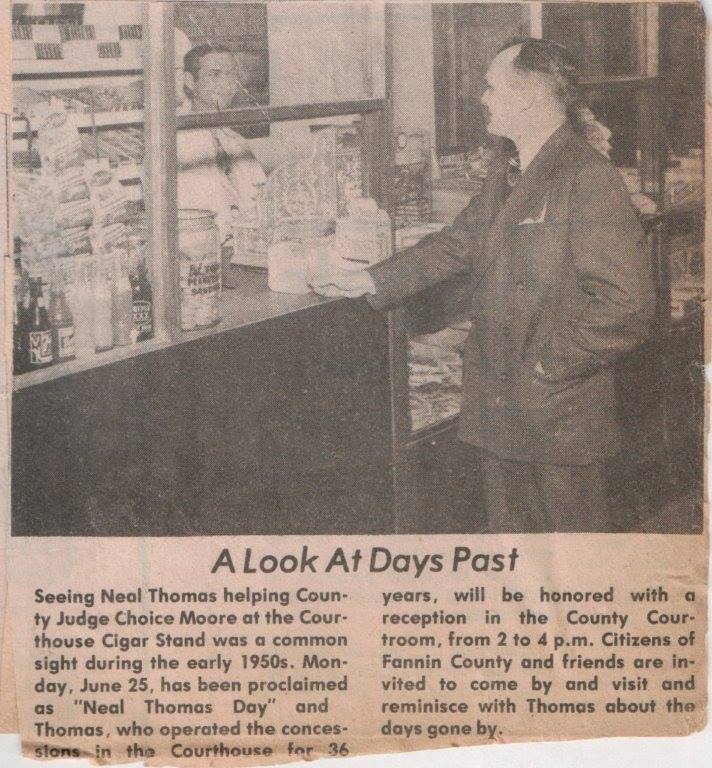 PEANUT
A Look At Days Past
Seeing Neal Thomas helping Coun-
ty Judge Choice Moore at the Cour-
thouse Cigar Stand was a common
sight during the early 1950s. Mon-
day, June 25, has been proclaimed
as "Neal Thomas Day" and
Thomas, who operated the conces-
sions in the Courthouse for 36
years, will be honored with a
reception in the County Cour-
troom, from 2 to 4 p.m. Citizens of
Fannin County and friends are in-
vited to come by and visit and
reminisce with Thomas about the
days gone by.